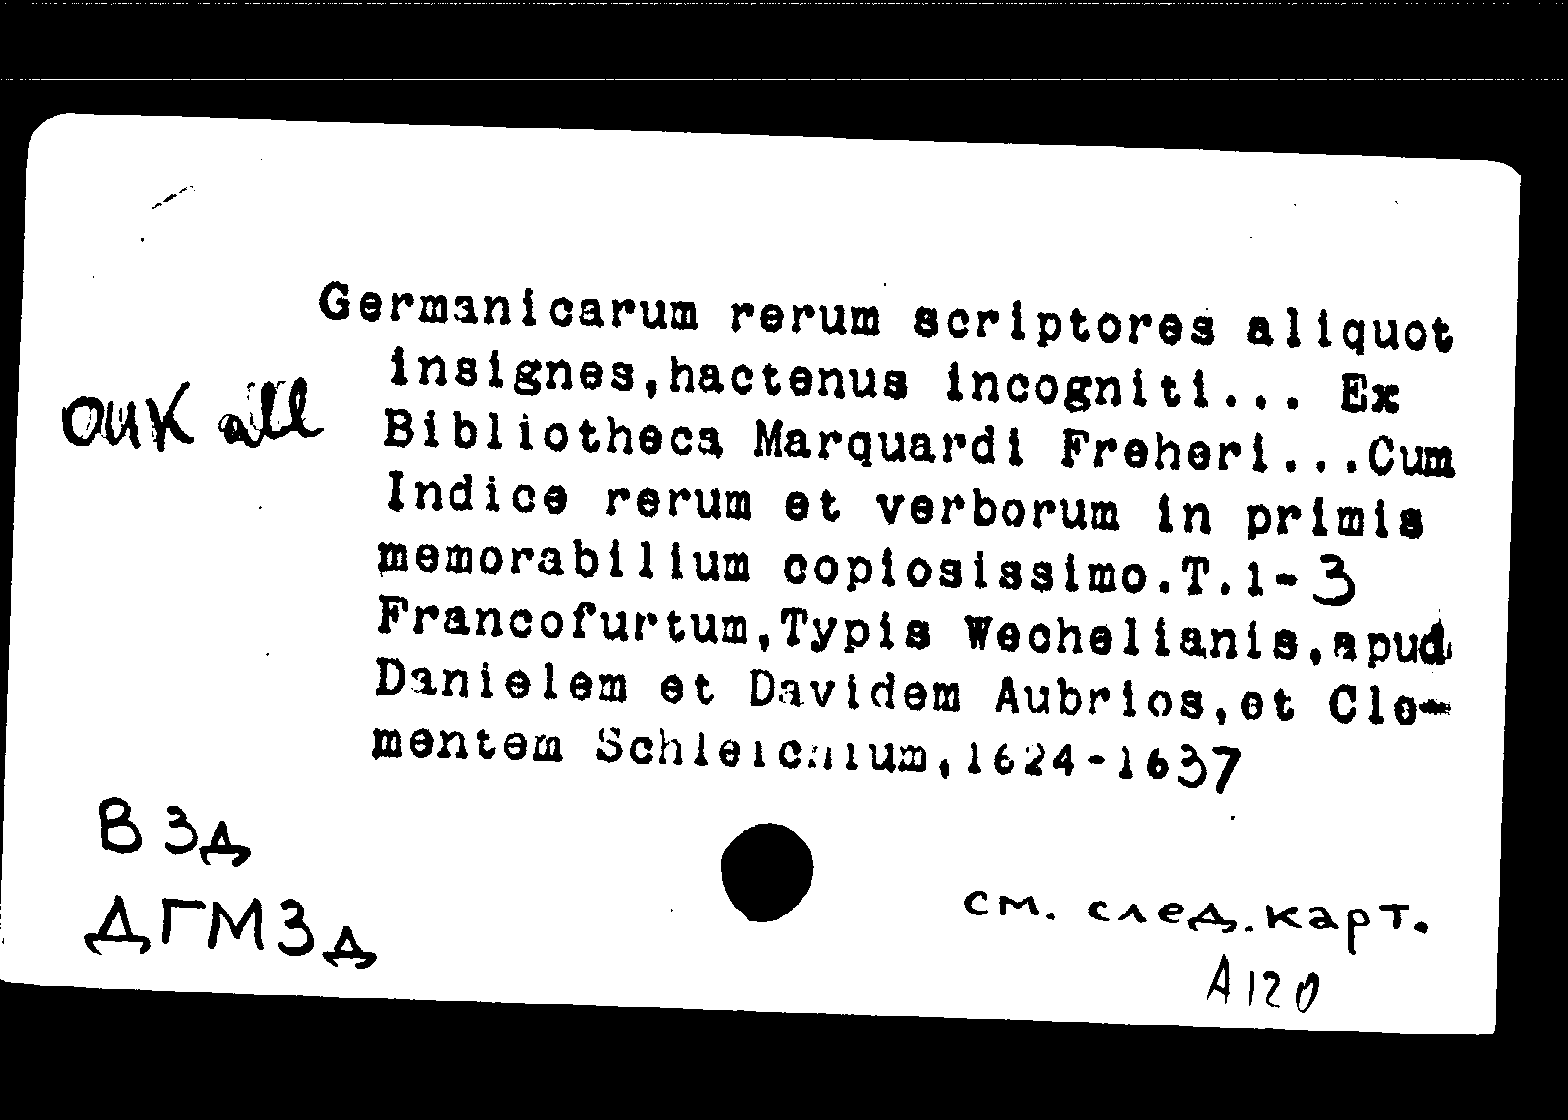 Germanicarum rerum scriptores aliquot
insignes,hactenus incogniti... Ex
Bibliotheca Marquardi Freheri...Cum
Indice rerum et verborum in primis
memorabilium copiosissimo.T.1-3
Francofurtum,Typis Wechelianis,apud
Danielem et Davidem Aubrios,et Cle-
mentem Schleichium,1624-1637
В 3д
ДГМ3д
см. след. карт.
A120